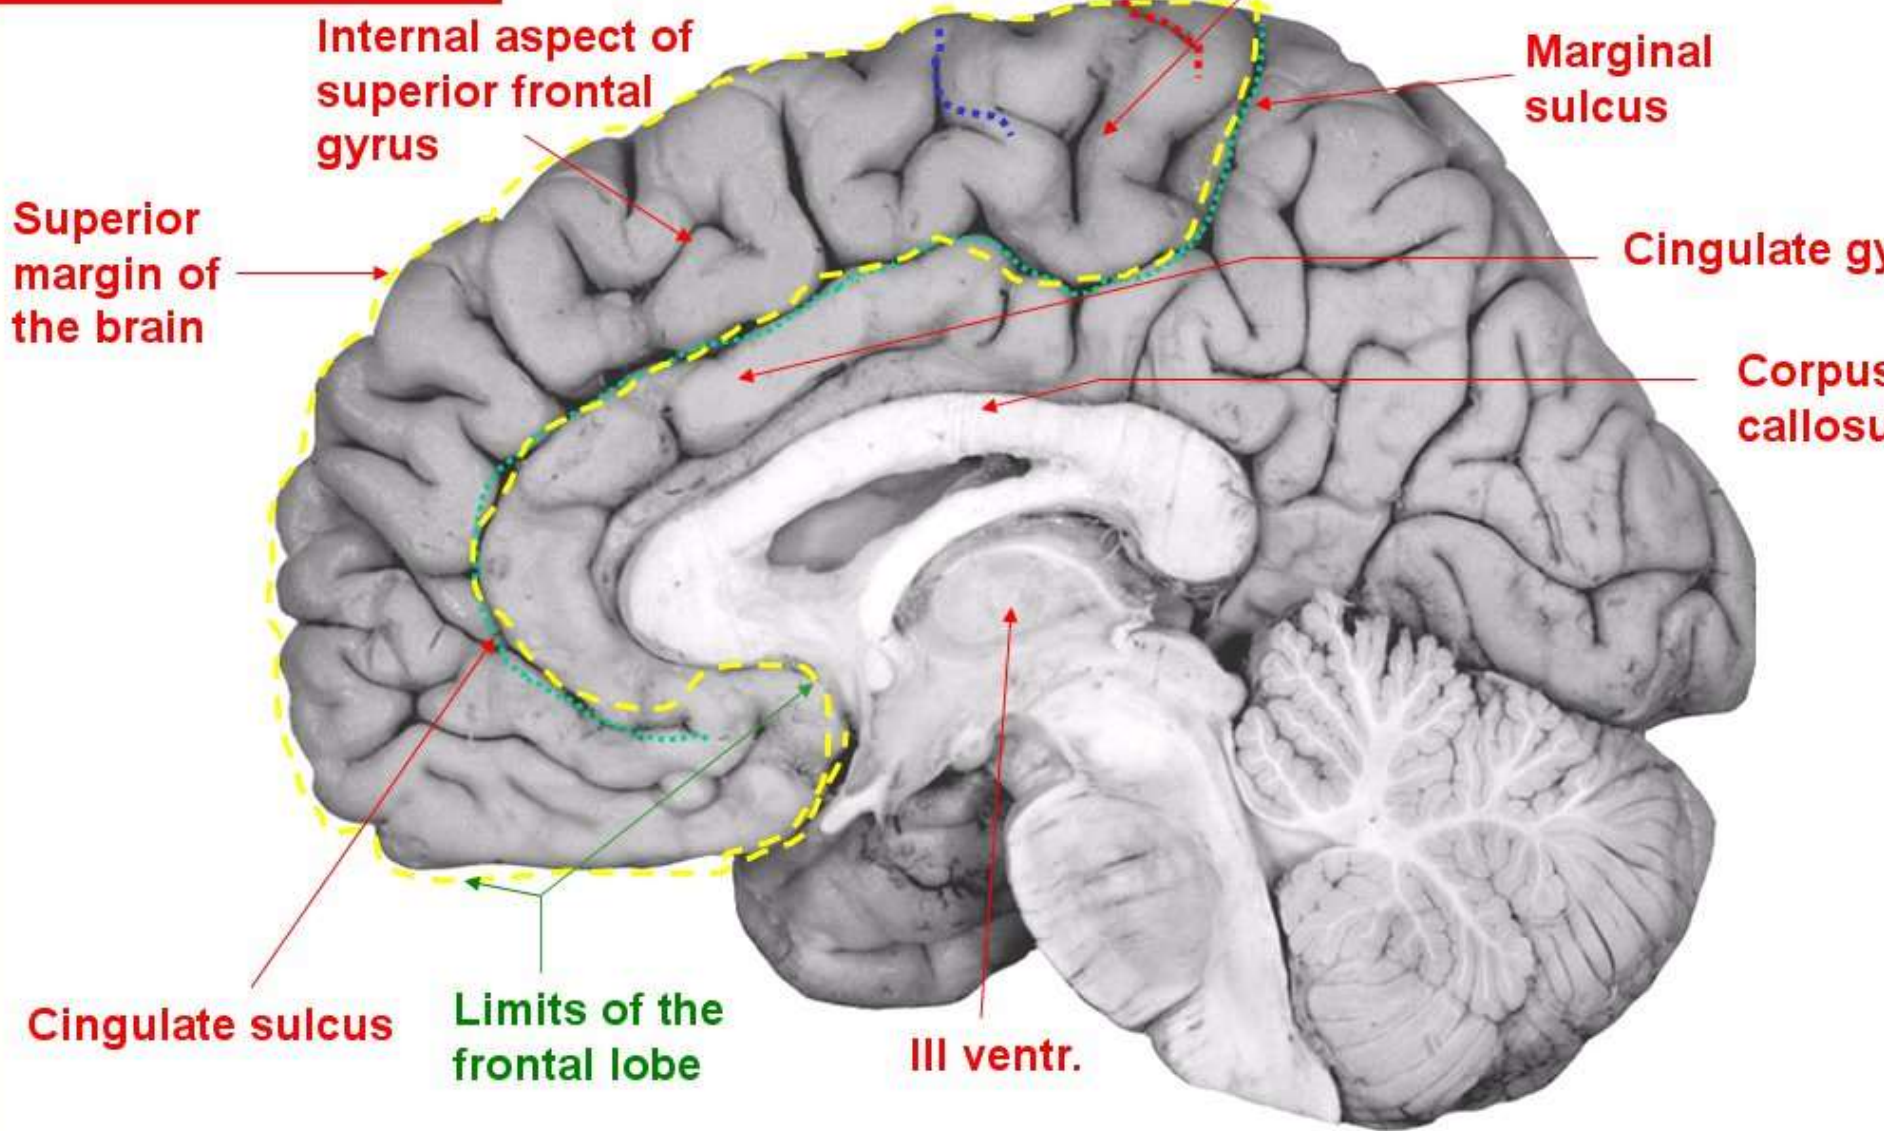 Internal aspect of
superior frontal
gyrus
Marginal
sulcus
Superior
margin of
the brain
Cingulate
Corpus
Cingulate sulcus
Limits of the
frontal lobe
III ventr.